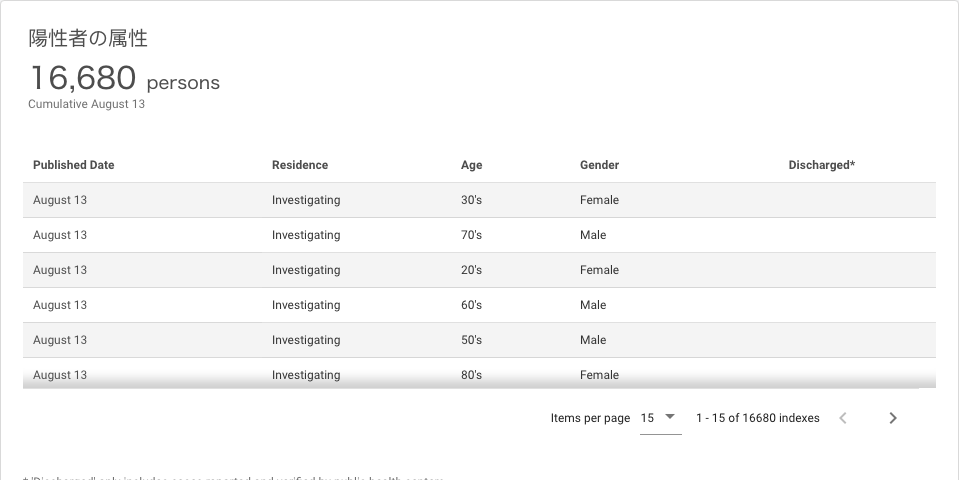 陽性者の属性
16,680 persons
Cumulative August 13
Published Date Residence Age Gender Discharged*
August 13 Investigating 30's Female
August 13 Investigating 70's Male
August 13 Investigating 20's Female
August 13 Investigating 60's Male
August 13 Investigating 50's Male
August 13 Investigating 80's Female
Items per page 15 1 - 15 of 16680 indexes